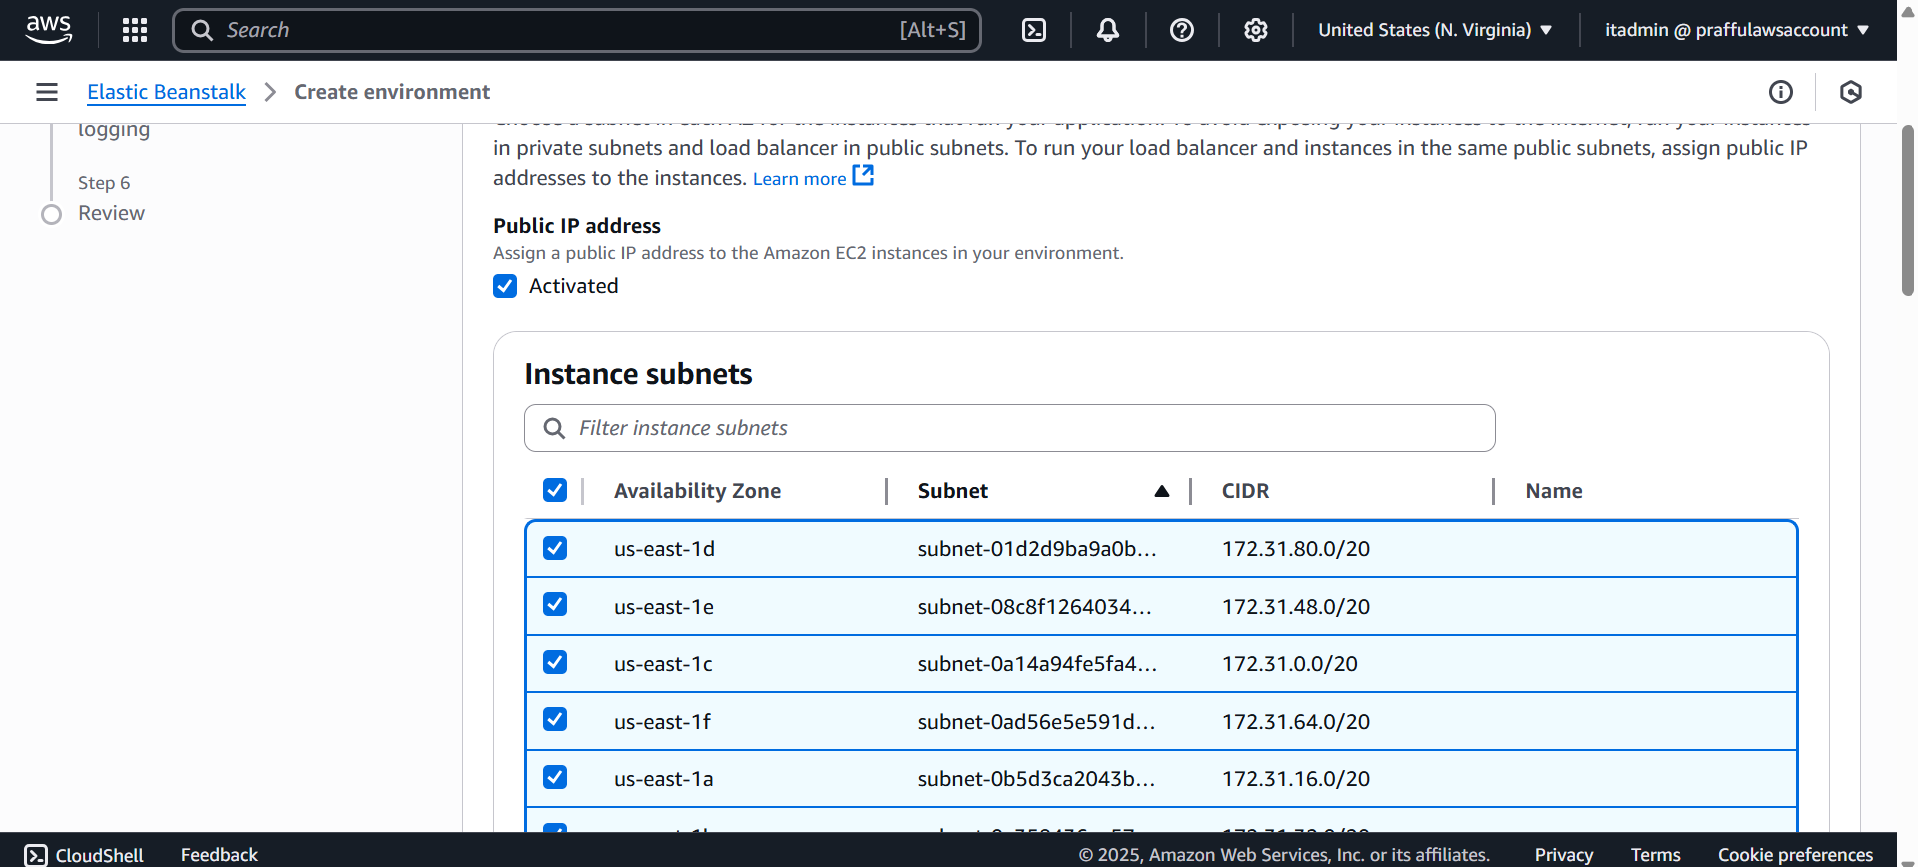 aws
Search
[Alt+S]
United States (N. Virginia)
itadmin @ praffulawsaccount
Elastic Beanstalk
Create environment
logging
Step 6
Review
in private subnets and load balancer in public subnets. To run your load balancer and instances in the same public subnets, assign public IP
addresses to the instances. Learn more
Public IP address
Assign a public IP address to the Amazon EC2 instances in your environment.
Activated
Instance subnets
Filter instance subnets
Availability Zone Subnet CIDR Name
us-east-1d subnet-01d2d9ba9a0b... 172.31.80.0/20
us-east-1e subnet-08c8f1264034... 172.31.48.0/20
us-east-1c subnet-0a14a94fe5fa4... 172.31.0.0/20
us-east-1f subnet-0ad56e5e591d... 172.31.64.0/20
us-east-1a subnet-0b5d3ca2043b... 172.31.16.0/20
CloudShell
Feedback
© 2025, Amazon Web Services, Inc. or its affiliates.
Privacy
Terms
Cookie preferences